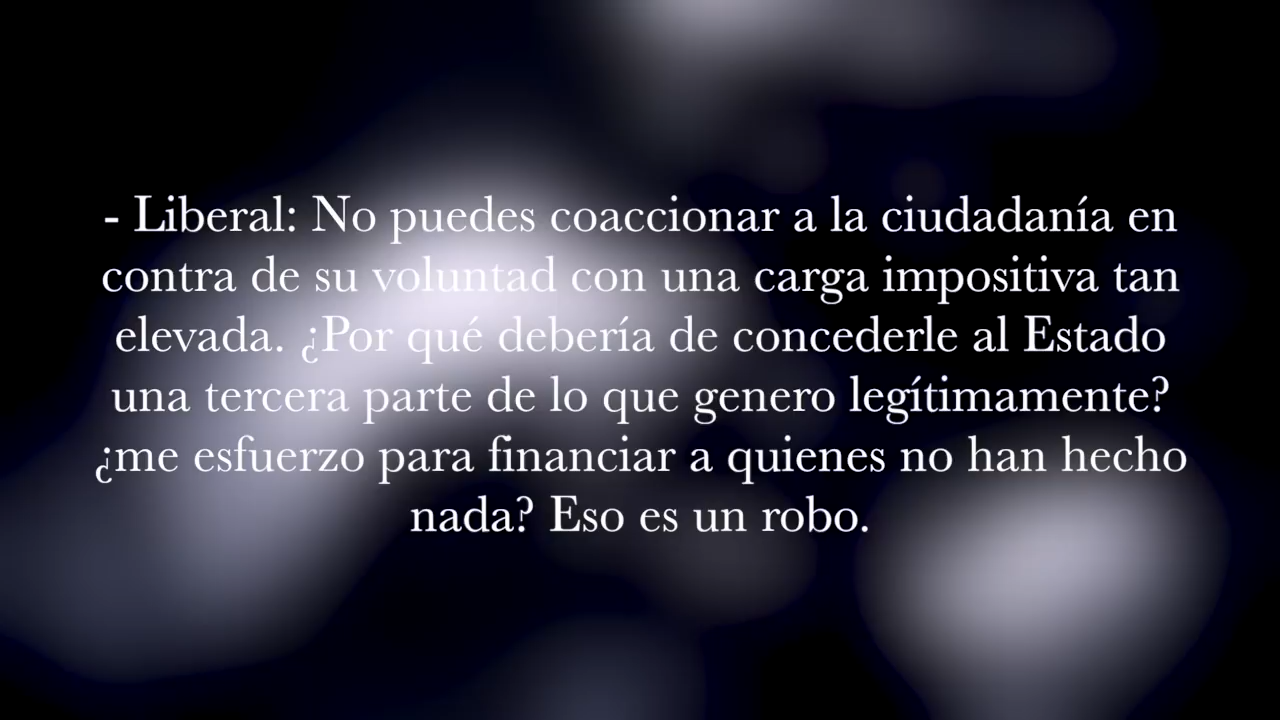 - Liberal: No puedes coaccionar a la ciudadanía en
contra de su voluntad con una carga impositiva tan
elevada. ¿Por qué debería de concederle al Estado
una tercera parte de lo que genero legítimamente?
¿me esfuerzo para financiar a quienes no han hecho
nada? Eso es un robo.